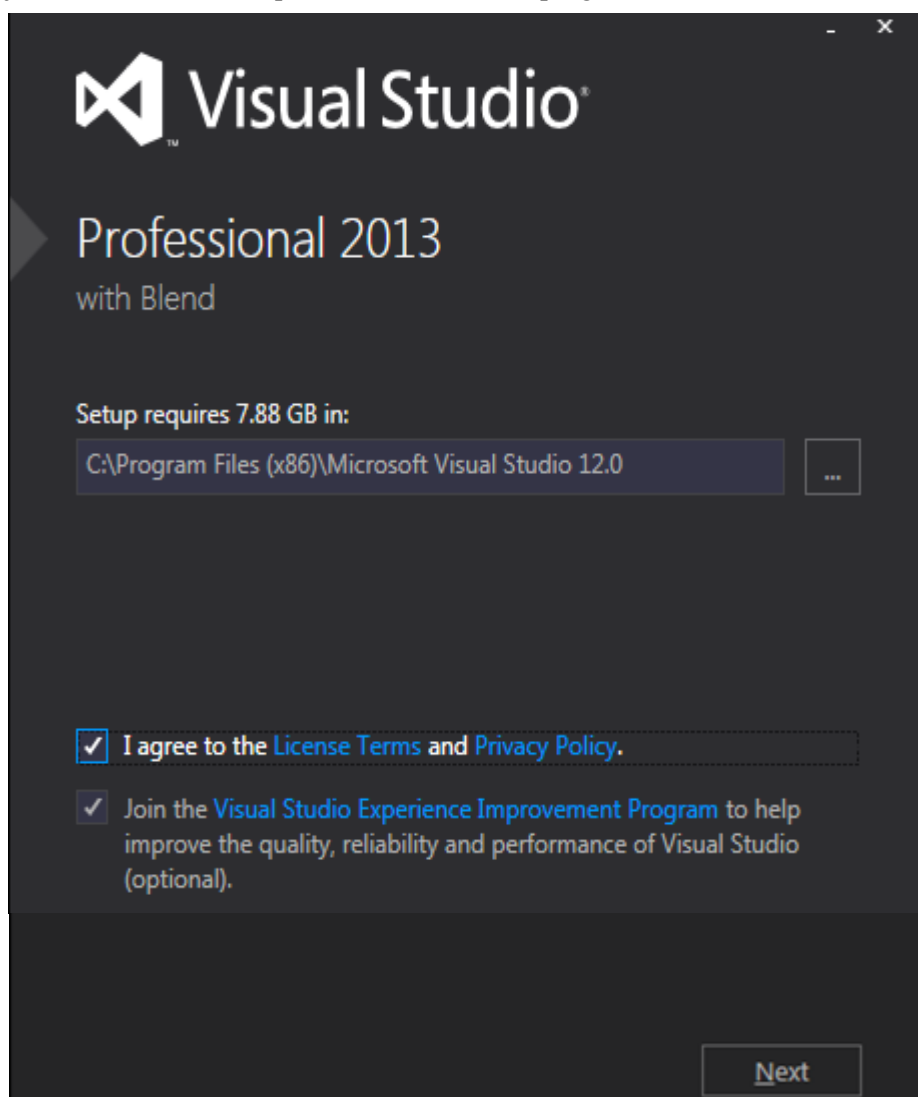 Visual Studio®
™
Professional 2013
with Blend
Setup requires 7.88 GB in:
C:\Program Files (x86)\Microsoft Visual Studio 12.0
...
I agree to the License Terms and Privacy Policy.
Join the Visual Studio Experience Improvement Program to help
improve the quality, reliability and performance of Visual Studio
(optional).
Next